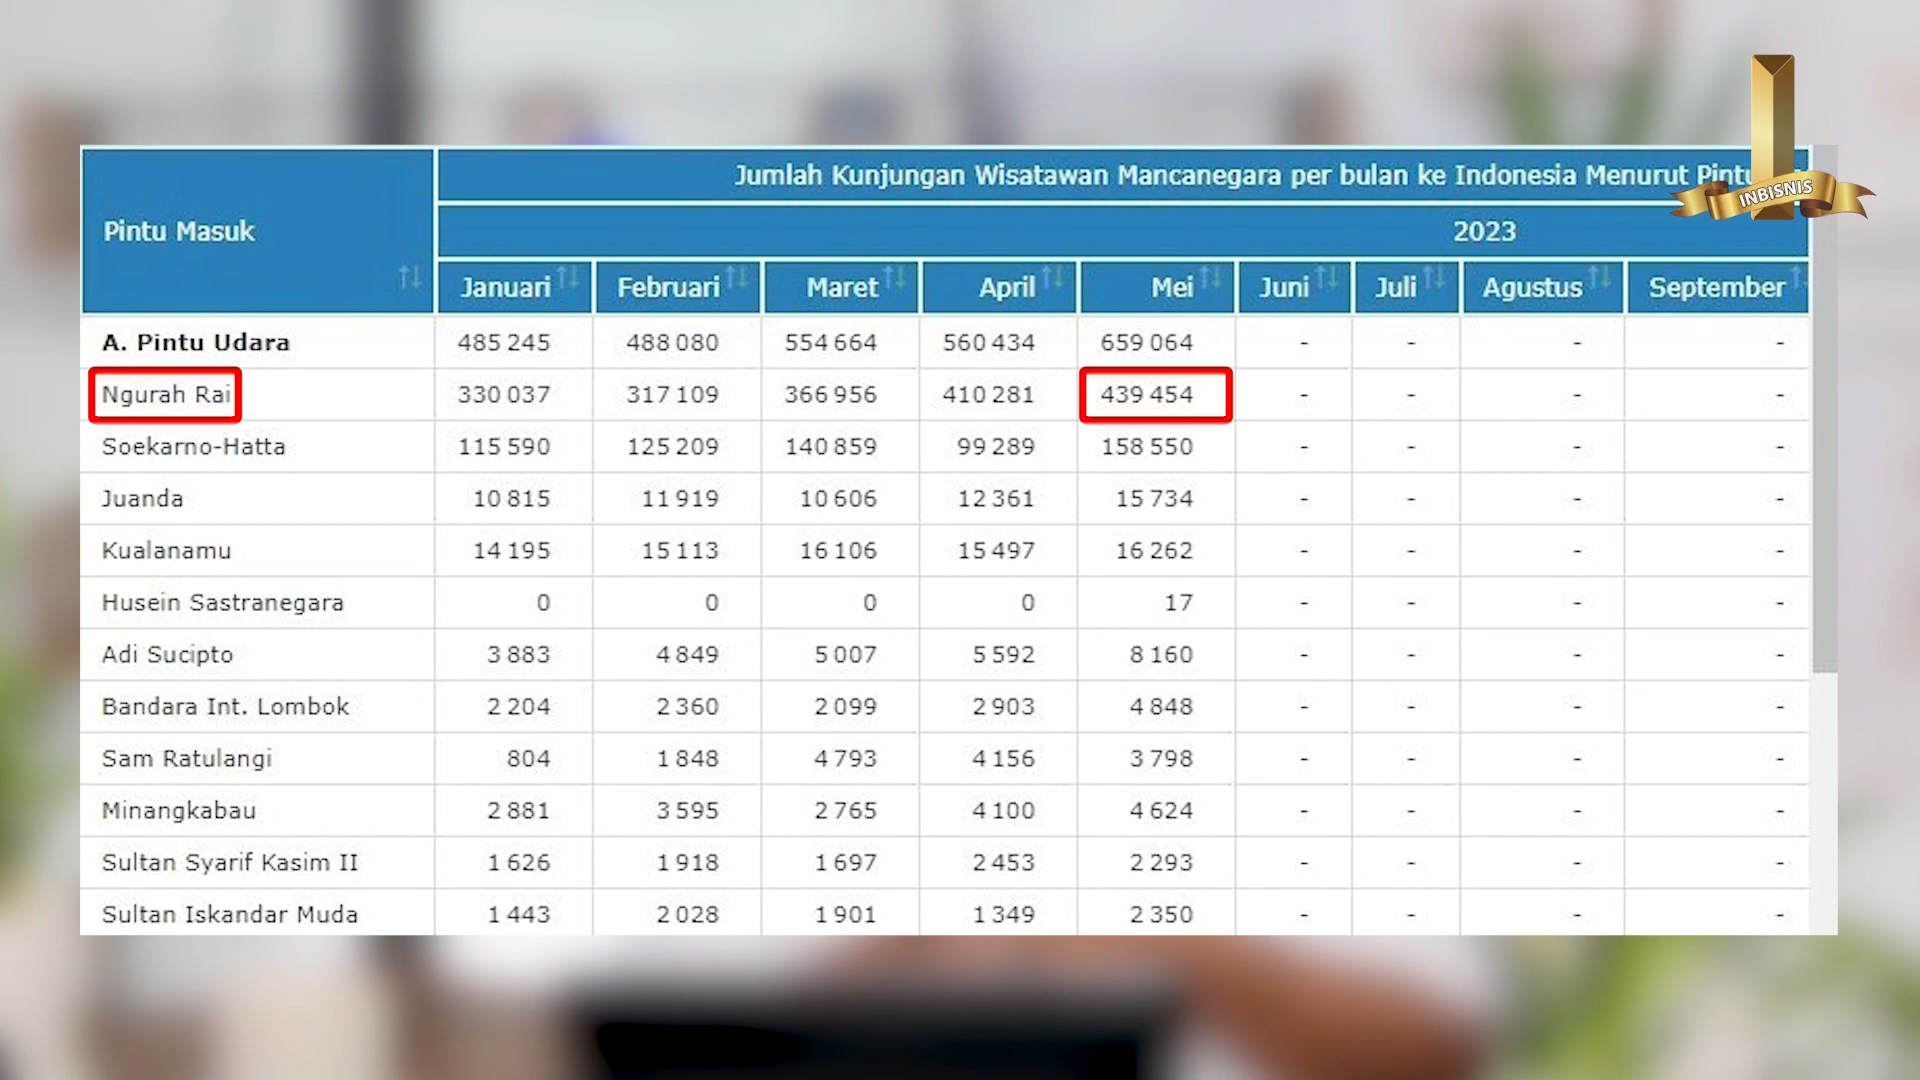 INBISNIS
Jumlah Kunjungan Wisatawan Mancanegara per bulan ke Indonesia Menurut Pintu
Pintu Masuk
2023
Januari Februari Maret April Mei Juni Juli Agustus September
A. Pintu Udara 485 245 488 080 554 664 560 434 659 064 - - - -
Ngurah Rai 330 037 317 109 366 956 410 281 439 454 - - - -
Soekarno-Hatta 115 590 125 209 140 859 99 289 158 550 - - - -
Juanda 10 815 11 919 10 606 12 361 15 734 - - - -
Kualanamu 14 195 15 113 16 106 15 497 16 262 - - - -
Husein Sastranegara 0 0 0 0 17 - - - -
Adi Sucipto 3 883 4 849 5 007 5 592 8 160 - - - -
Bandara Int. Lombok 2 204 2 360 2 099 2 903 4 848 - - - -
Sam Ratulangi 804 1 848 4 793 4 156 3 798 - - - -
Minangkabau 2 881 3 595 2 765 4 100 4 624 - - - -
Sultan Syarif Kasim II 1 626 1 918 1 697 2 453 2 293 - - - -
Sultan Iskandar Muda 1 443 2 028 1 901 1 349 2 350 - - - -